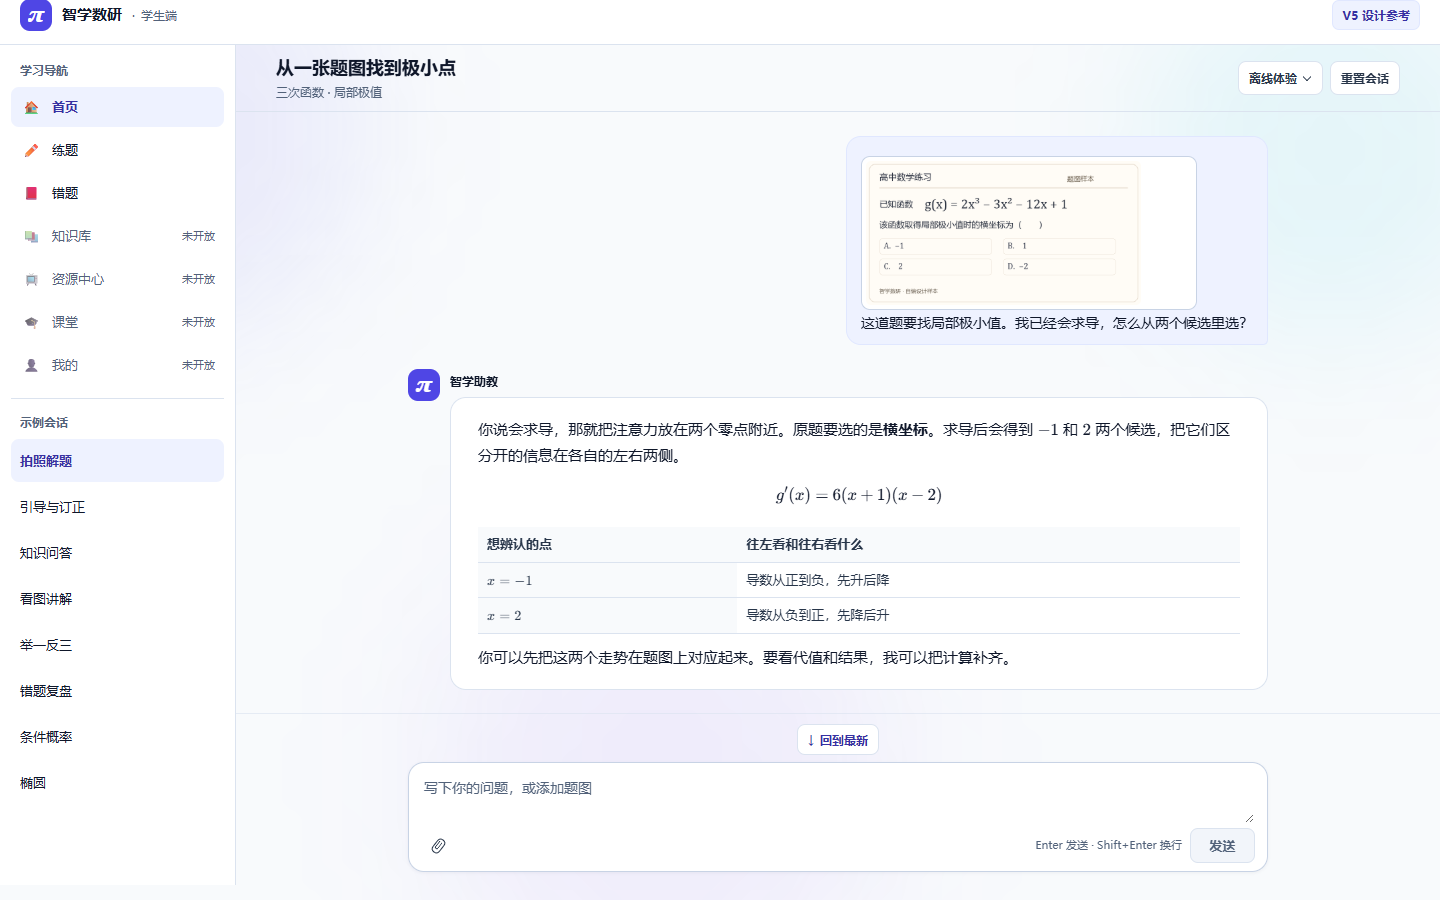 智学数研 · 学生端
V5 设计参考
学习导航
首页
练题
错题
知识库 未开放
资源中心 未开放
课堂 未开放
我的 未开放
示例会话
拍照解题
引导与订正
知识问答
看图讲解
举一反三
错题复盘
条件概率
椭圆
从一张题图找到极小点
三次函数 · 局部极值
离线体验
重置会话
高中数学练习 题图样本
已知函数 g(x) = 2x³ − 3x² − 12x + 1
该函数取得局部极小值时的横坐标为（ ）
A. −1 B. 1
C. 2 D. −2
智学数研 · 自编设计样本
这道题要找局部极小值。我已经会求导，怎么从两个候选里选？
智学助教
你说会求导，那就把注意力放在两个零点附近。原题要选的是横坐标。求导后会得到 −1 和 2 两个候选，把它们区
分开的信息在各自的左右两侧。
g′(x) = 6(x + 1)(x − 2)
想辨认的点 往左看和往右看什么
x = −1 导数从正到负，先升后降
x = 2 导数从负到正，先降后升
你可以先把这两个走势在题图上对应起来。要看代值和结果，我可以把计算补齐。
↓ 回到最新
写下你的问题，或添加题图
Enter 发送 · Shift+Enter 换行
发送